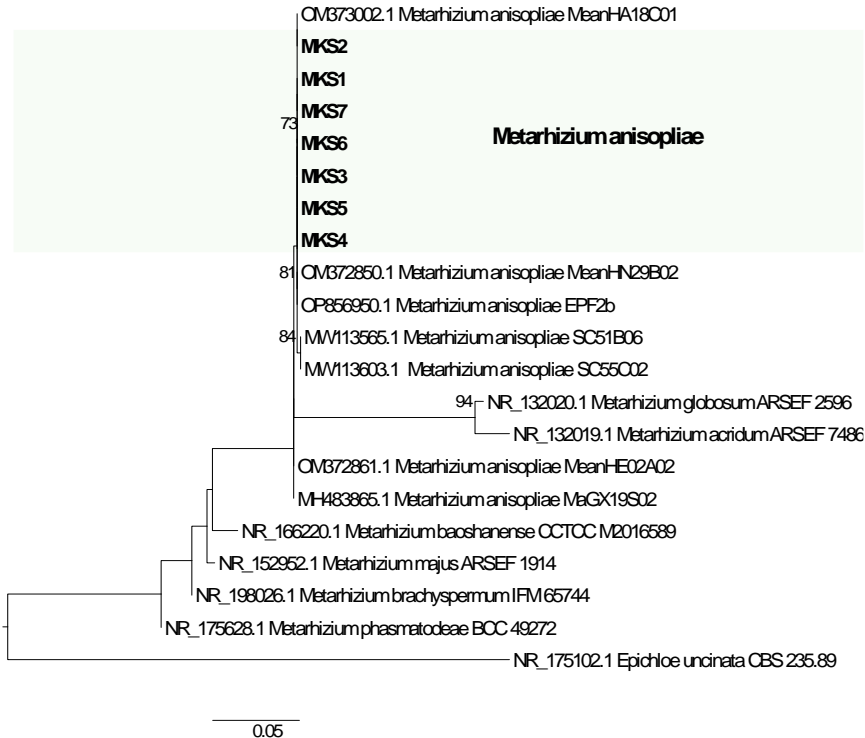 OM373002.1 Metarhizium anisopliae MeanHA18C01
MKS2
MKS1
MKS7
73
MKS6
Metarhizium anisopliae
MKS3
MKS5
MKS4
81 OM372850.1 Metarhizium anisopliae MeanHN29B02
OP856950.1 Metarhizium anisopliae EPF2b
84 MW113565.1 Metarhizium anisopliae SC51B06
MW113603.1 Metarhizium anisopliae SC55C02
94 NR_132020.1 Metarhizium globosum ARSEF 2596
NR_132019.1 Metarhizium acridum ARSEF 7486
OM372861.1 Metarhizium anisopliae MeanHE02A02
MH483865.1 Metarhizium anisopliae MaGX19S02
NR_166220.1 Metarhizium baoshanense CCTCC M2016589
NR_152952.1 Metarhizium majus ARSEF 1914
NR_198026.1 Metarhizium brachyspermum IFM 65744
NR_175628.1 Metarhizium phasmatodeae BCC 49272
NR_175102.1 Epichloe uncinata CBS 235.89
0.05